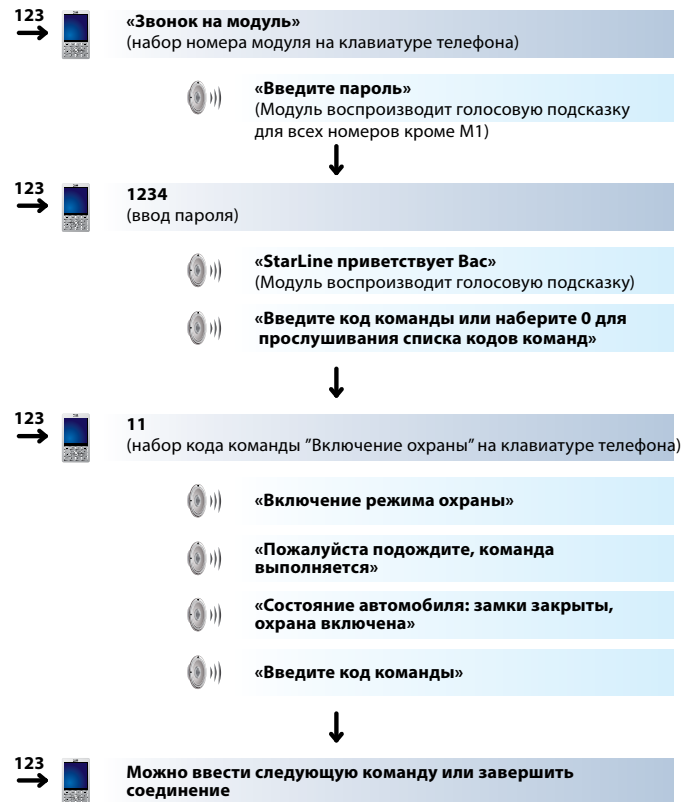 123
«Звонок на модуль»
(набор номера модуля на клавиатуре телефона)
«Введите пароль»
(Модуль воспроизводит голосовую подсказку
для всех номеров кроме М1)
123
1234
(ввод пароля)
«StarLine приветствует Вас»
(Модуль воспроизводит голосовую подсказку)
«Введите код команды или наберите 0 для
прослушивания списка кодов команд»
123
11
(набор кода команды ”Включение охраны” на клавиатуре телефона)
«Включение режима охраны»
«Пожалуйста подождите, команда
выполняется»
«Состояние автомобиля: замки закрыты,
охрана включена»
«Введите код команды»
123
Можно ввести следующую команду или завершить
соединение